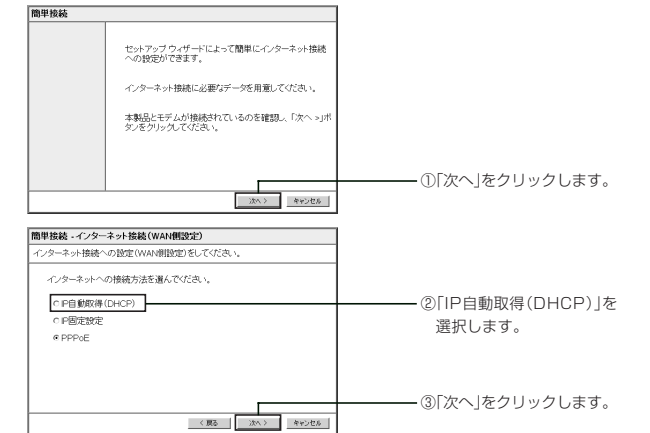 簡単接続
セットアップ ウィザードによって簡単にインターネット接続
への設定ができます。
インターネット接続に必要なデータを用意してください。
本製品とモデムが接続されているのを確認し、「次へ >」ボ
タンをクリックしてください。
次へ >
キャンセル
①「次へ」をクリックします。
簡単接続 - インターネット接続(WAN側設定)
インターネット接続への設定(WAN側設定)をしてください。
インターネットへの接続方法を選んでください。
IP自動取得(DHCP)
IP固定設定
PPPoE
②「IP自動取得(DHCP)」を
選択します。
< 戻る
次へ >
キャンセル
③「次へ」をクリックします。